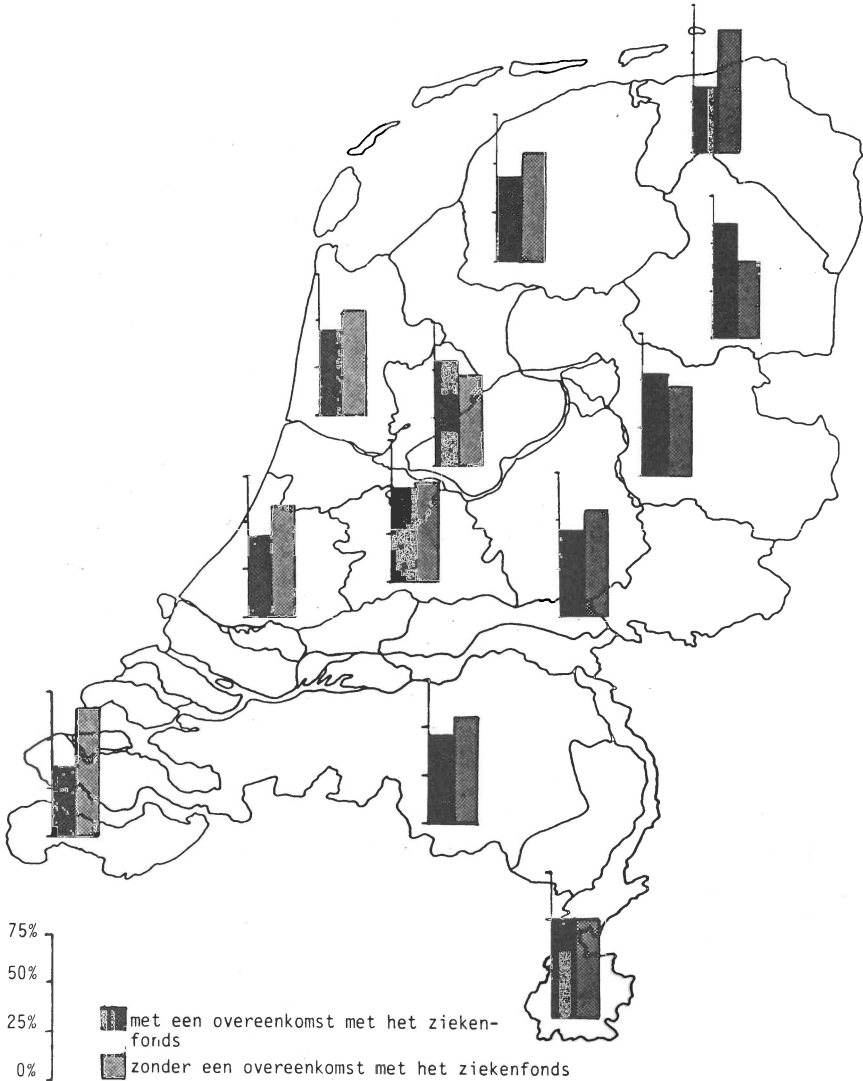 75%
50%
25%
0%
met een overeenkomst met het zieken-
fonds
zonder een overeenkomst met het ziekenfonds